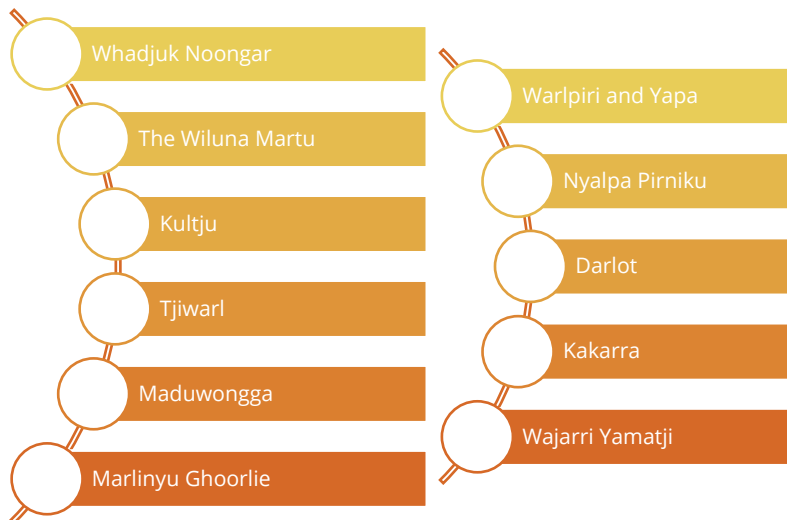 Whadjuk Noongar
The Wiluna Martu
Kultju
Tjiwarl
Maduwongga
Marlinyu Ghoorlie
Warlpiri and Yapa
Nyalpa Pirniku
Darlot
Kakarra
Wajarri Yamatji